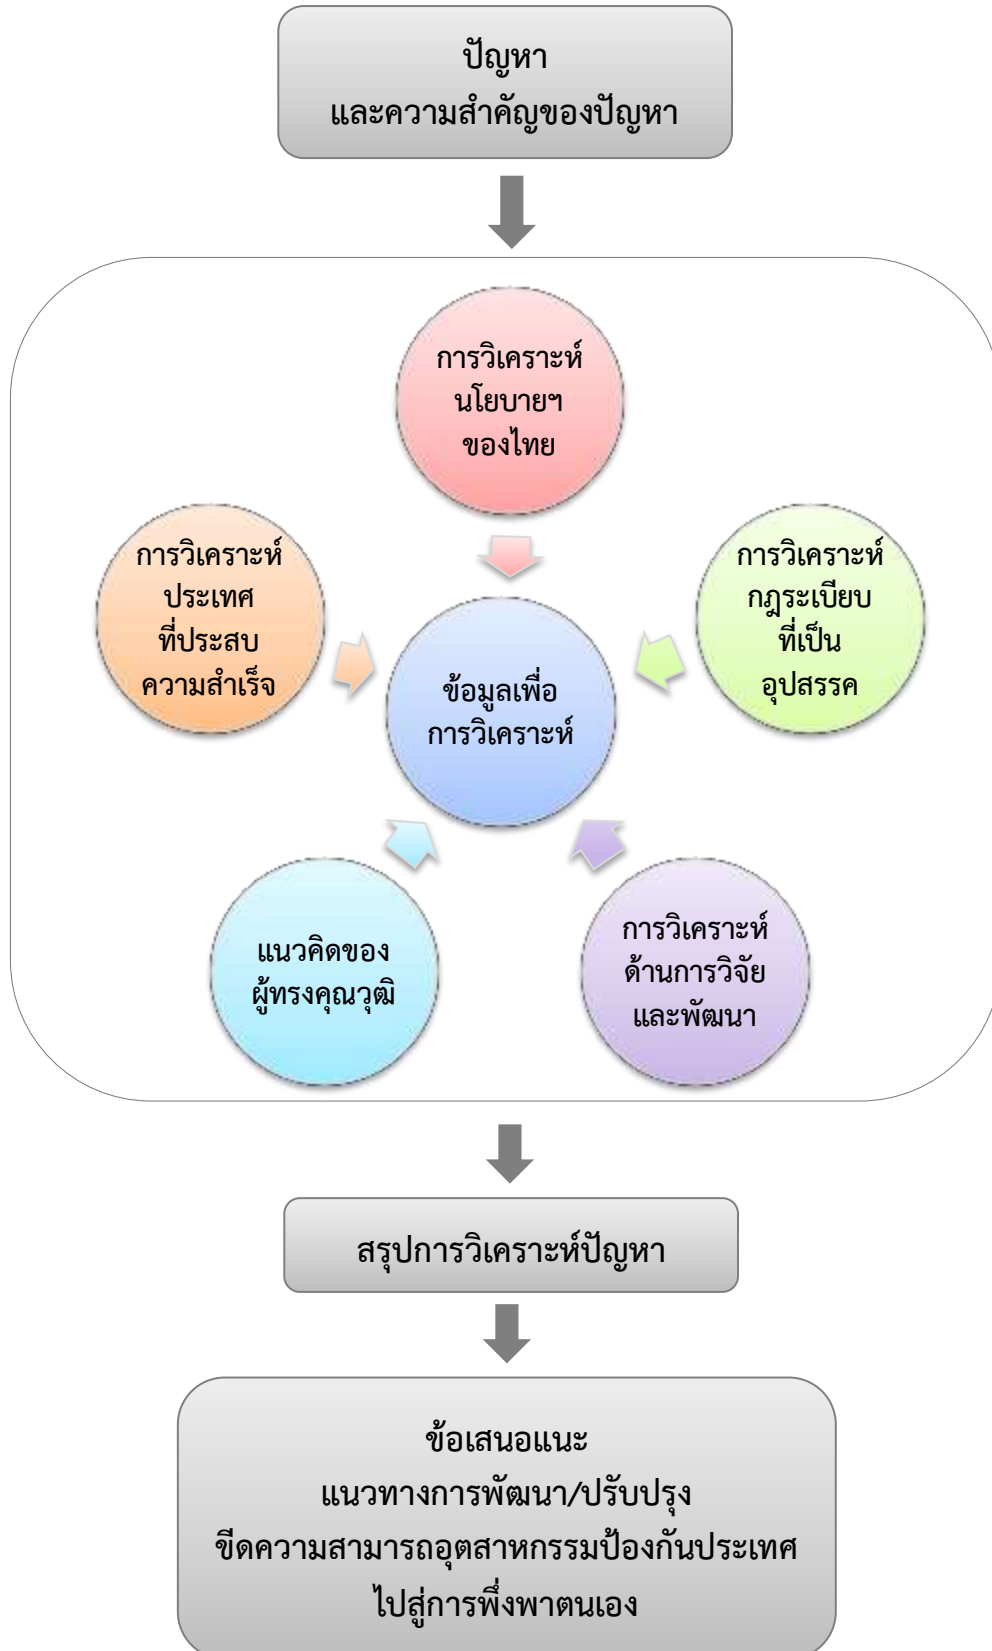 ปัญหา
และความสำคัญของปัญหา
การวิเคราะห์
นโยบายฯ
ของไทย
การวิเคราะห์
ประเทศ
ที่ประสบ
ความสำเร็จ
การวิเคราะห์
กฎระเบียบ
ที่เป็น
อุปสรรค
ข้อมูลเพื่อ
การวิเคราะห์
แนวคิดของ
ผู้ทรงคุณวุฒิ
การวิเคราะห์
ด้านการวิจัย
และพัฒนา
สรุปการวิเคราะห์ปัญหา
ข้อเสนอแนะ
แนวทางการพัฒนา/ปรับปรุง
ขีดความสามารถอุตสาหกรรมป้องกันประเทศ
ไปสู่การพึ่งพาตนเอง